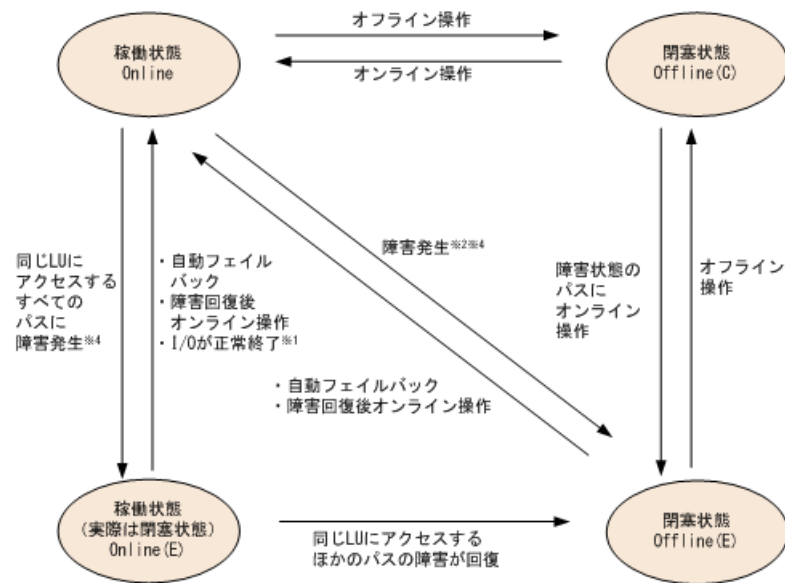 オフライン操作
稼働状態
Online
閉塞状態
Offline(C)
オンライン操作
同じLUに
アクセスする
すべての
パスに
障害発生※4
・自動フェイル
バック
・障害回復後
オンライン操作
・I/Oが正常終了※1
障害発生※2※4
障害状態の
パスに
オンライン
操作
オフライン
操作
・自動フェイルバック
・障害回復後オンライン操作
稼働状態
(実際は閉塞状態)
Online(E)
同じLUにアクセスする
ほかのパスの障害が回復
閉塞状態
Offline(E)